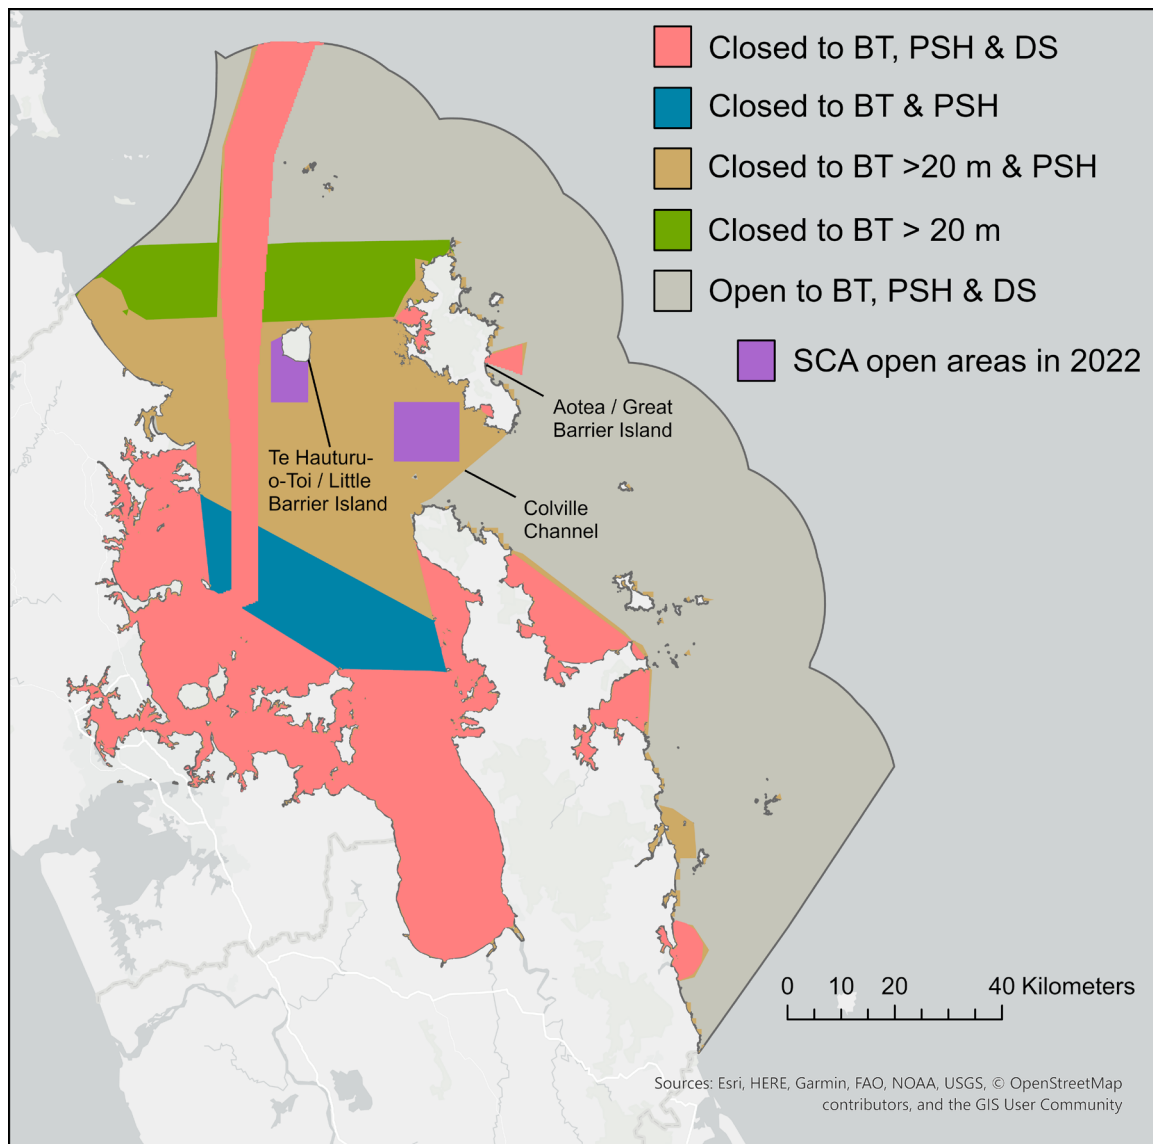 Closed to BT, PSH & DS
Closed to BT & PSH
Closed to BT >20 m & PSH
Closed to BT > 20 m
Open to BT, PSH & DS
SCA open areas in 2022
Aotea / Great
Barrier Island
Te Hauturu-
o-Toi / Little
Barrier Island
Colville
Channel
0 10 20 40 Kilometers
Sources: Esri, HERE, Garmin, FAO, NOAA, USGS, © OpenStreetMap
contributors, and the GIS User Community